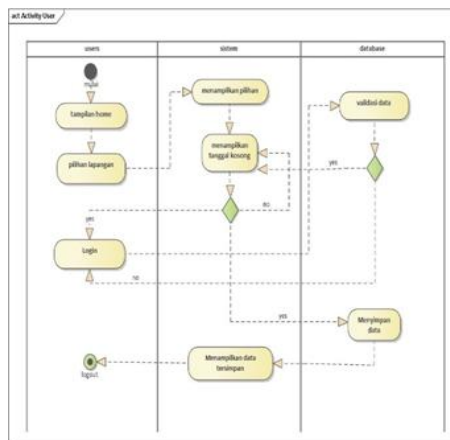 act Activity User
users
sistem
database
mulai
tampilan home
pilihan lapangan
menampilkan pilihan
menampilkan
tanggal kosong
validasi data
yes
no
yes
Login
no
yes
Menyimpan
data
Menampilkan data
tersimpan
logout